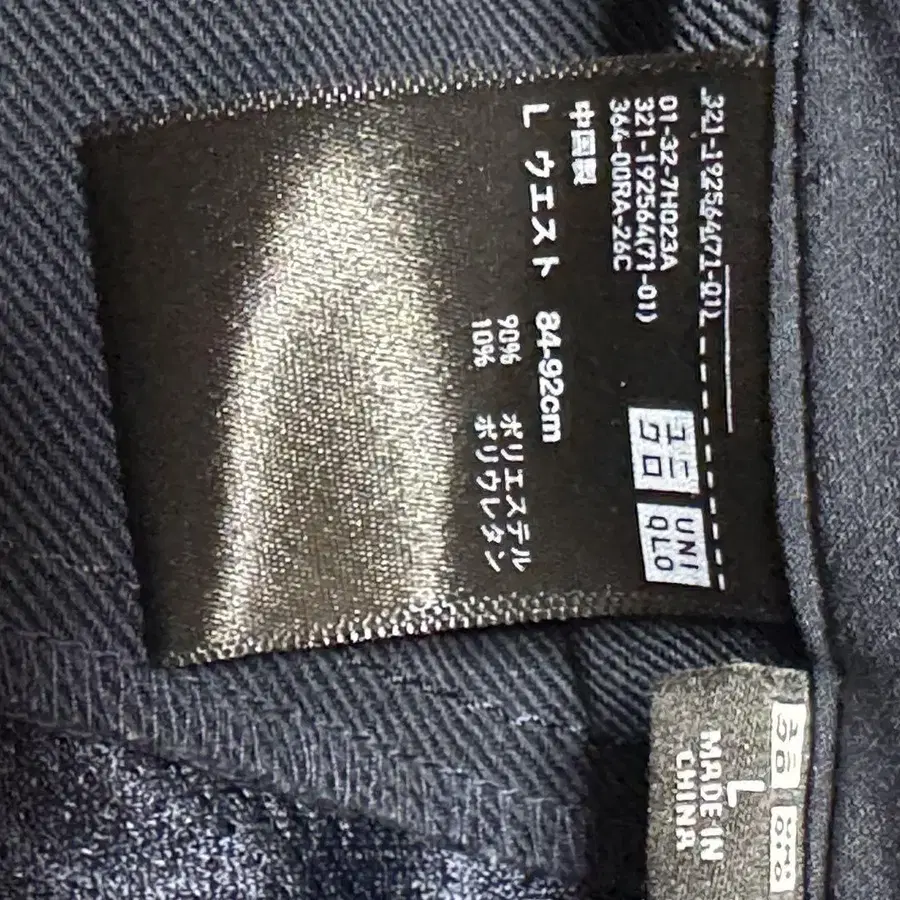 321-192564(71-01)
ユニ
クロ
UNI
QLO
01-32-7H023A
321-192564(71-01)
364-00RA-26C
中国製
L ウエスト 84-92cm
90% ポリエステル
10% ポリウレタン
L
MADE IN
CHINA